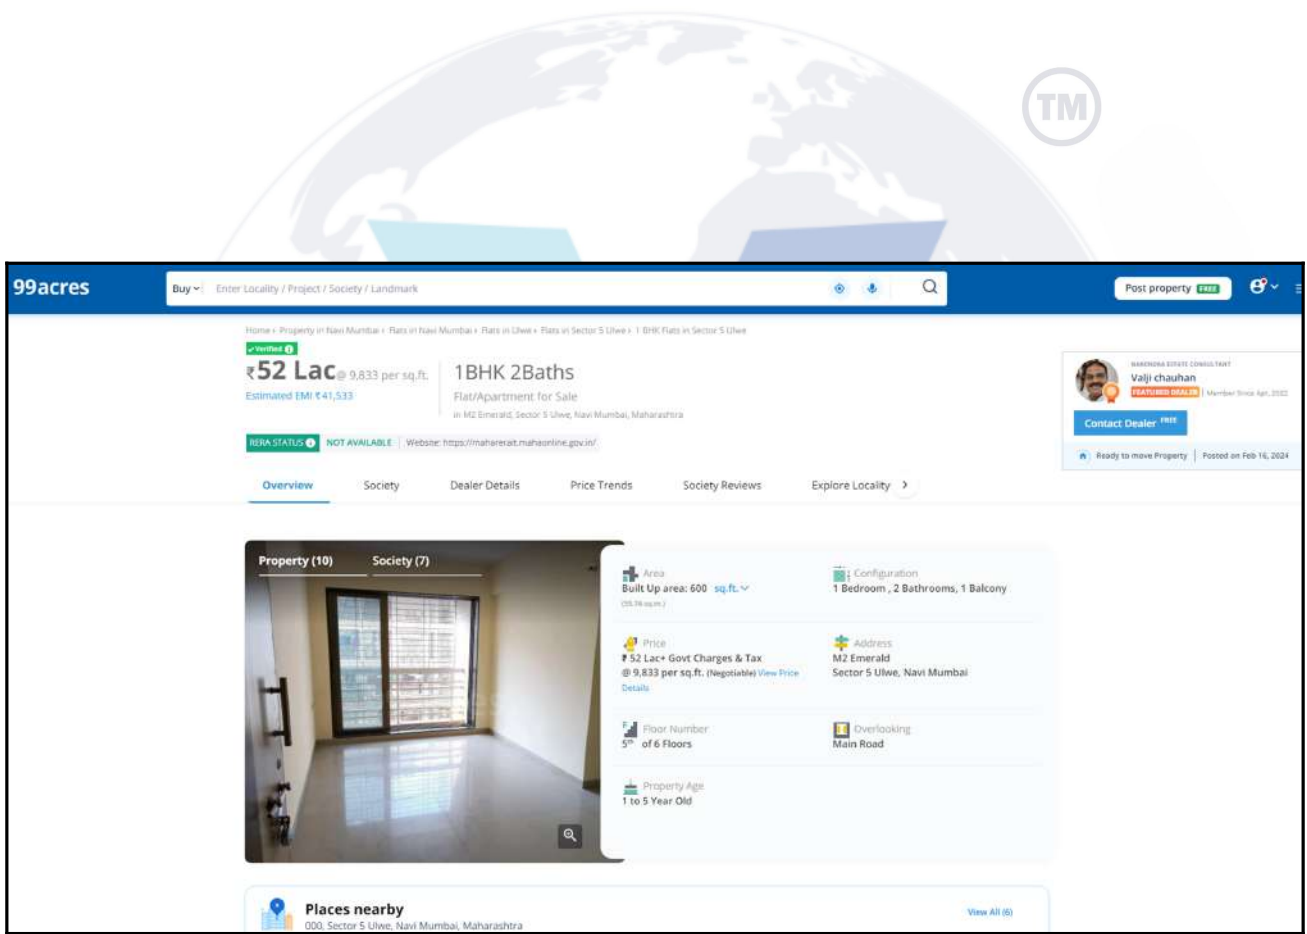 TM
99acres
Buy
Enter Locality / Project / Society / Landmark
Post property FREE
Home › Property in Navi Mumbai › Flats in Navi Mumbai › Flats in Ulwe › Flats in Sector 5 Ulwe › 1 BHK Flats in Sector 5 Ulwe
Verified
₹52 Lac @ 9,833 per sq.ft.
Estimated EMI ₹41,533
1BHK 2Baths
Flat/Apartment for Sale
in M2 Emerald, Sector 5 Ulwe, Navi Mumbai, Maharashtra
RERA STATUS NOT AVAILABLE Website: https://maharerait.mahaonline.gov.in/
NARENDRA ESTATE CONSULTANT
Valji chauhan
FEATURED DEALER Member Since Apr, 2022
Contact Dealer FREE
Ready to move Property Posted on Feb 16, 2024
Overview Society Dealer Details Price Trends Society Reviews Explore Locality
Property (10) Society (7)
Area
Built Up area: 600 sq.ft.
Configuration
1 Bedroom , 2 Bathrooms, 1 Balcony
Price
₹ 52 Lac+ Govt Charges & Tax
@ 9,833 per sq.ft. (Negotiable) View Price
Details
Address
M2 Emerald
Sector 5 Ulwe, Navi Mumbai
Floor Number
5th of 6 Floors
Overlooking
Main Road
Property Age
1 to 5 Year Old
Places nearby
000, Sector 5 Ulwe, Navi Mumbai, Maharashtra
View All (6)